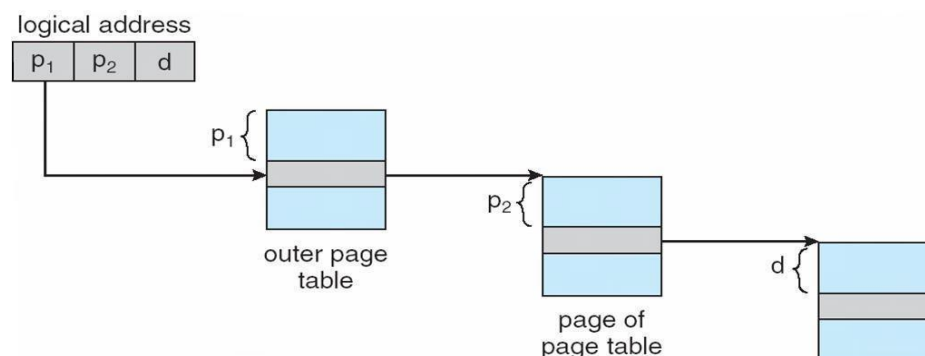 logical address
p₁ p₂ d
p₁
outer page
table
p₂
page of
page table
d